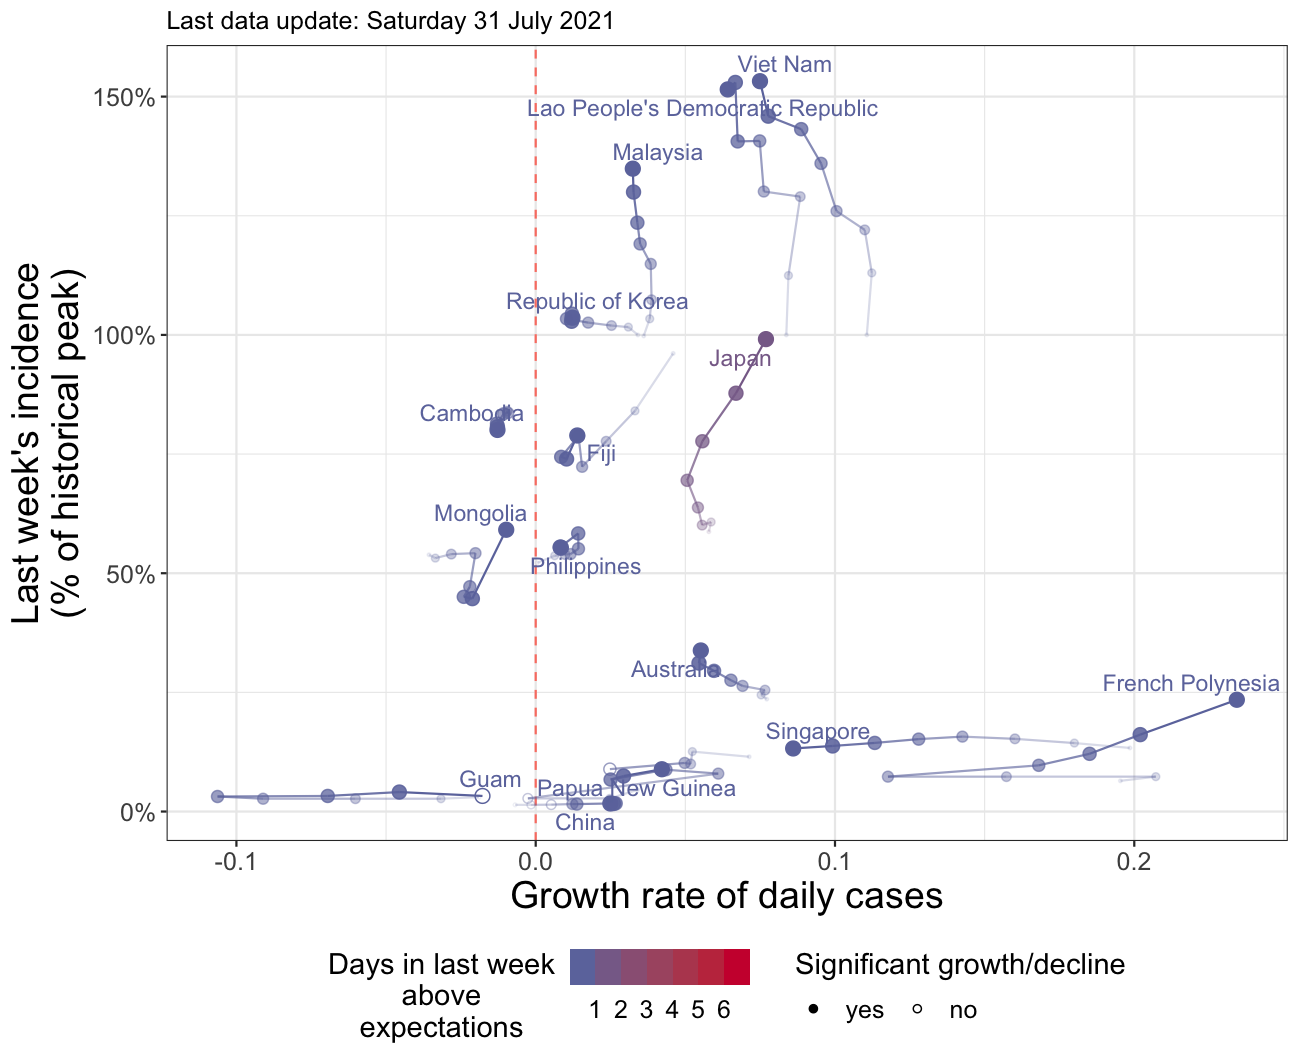 Last data update: Saturday 31 July 2021
Last week's incidence
(% of historical peak)
150%
100%
50%
0%
Viet Nam
Lao People's Democratic Republic
Malaysia
Republic of Korea
Japan
Cambodia
Fiji
Mongolia
Philippines
Australia
French Polynesia
Singapore
Guam
Papua New Guinea
China
-0.1
0.0
0.1
0.2
Growth rate of daily cases
Days in last week
above
expectations
1 2 3 4 5 6
Significant growth/decline
yes
no